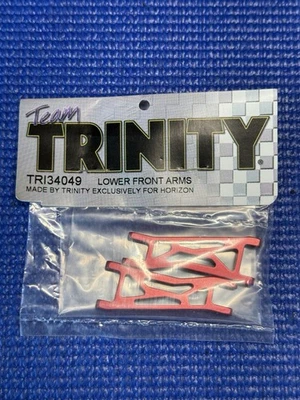 Team
TRINITY
TRI34049 LOWER FRONT ARMS
MADE BY TRINITY EXCLUSIVELY FOR HORIZON